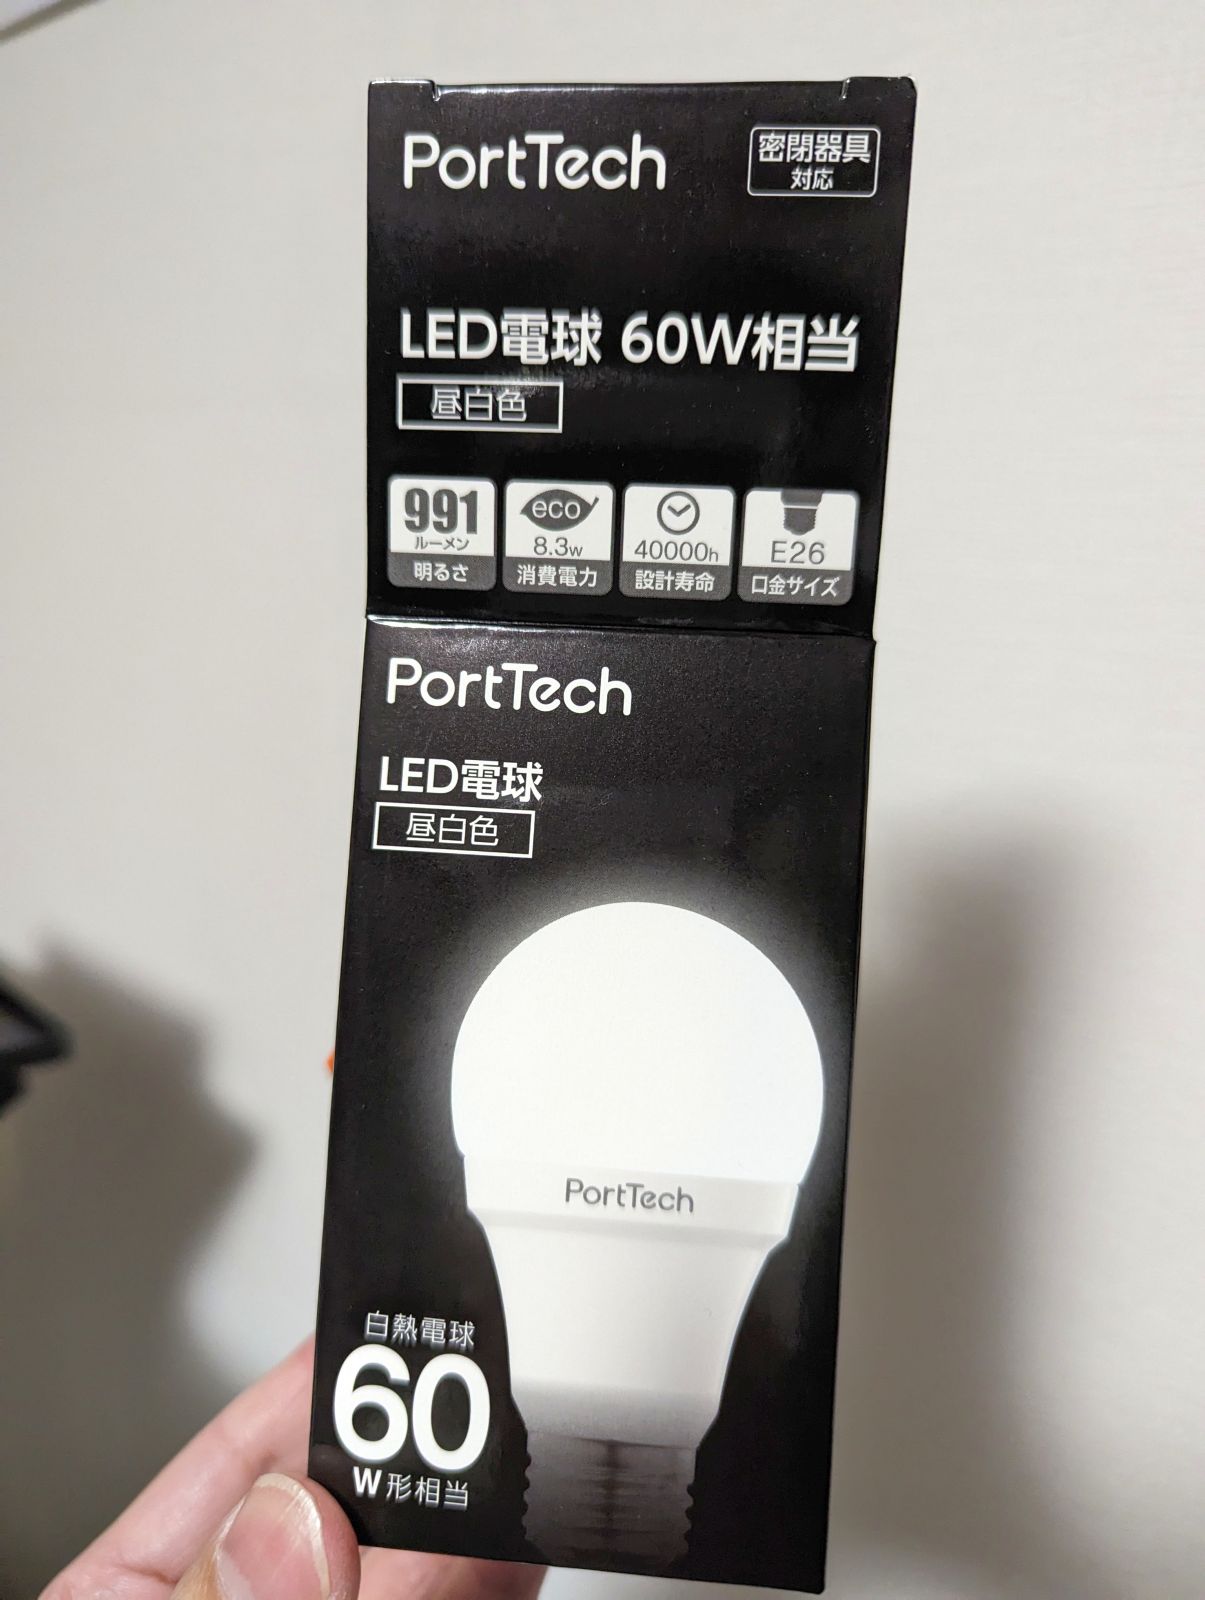 PortTech
密閉器具
対応
LED電球 60W相当
昼白色
991
ルーメン
明るさ
eco
8.3w
消費電力
40000h
設計寿命
E26
口金サイズ
PortTech
LED電球
昼白色
PortTech
白熱電球
60
W形相当